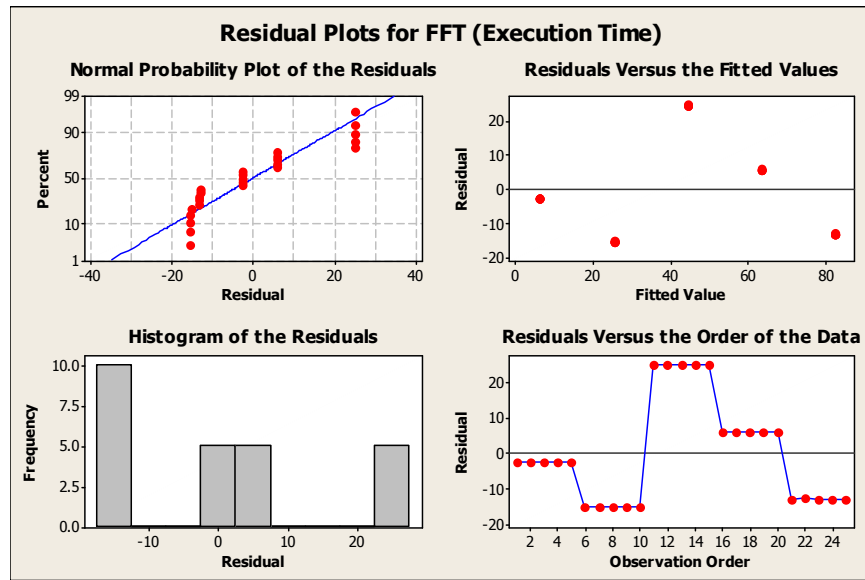 Residual Plots for FFT (Execution Time)
Normal Probability Plot of the Residuals
99
90
50
10
1
Percent
-40 -20 0 20 40
Residual
Residuals Versus the Fitted Values
20
10
0
-10
-20
Residual
0 20 40 60 80
Fitted Value
Histogram of the Residuals
10.0
7.5
5.0
2.5
0.0
Frequency
-10 0 10 20
Residual
Residuals Versus the Order of the Data
20
10
0
-10
-20
Residual
2 4 6 8 10 12 14 16 18 20 22 24
Observation Order